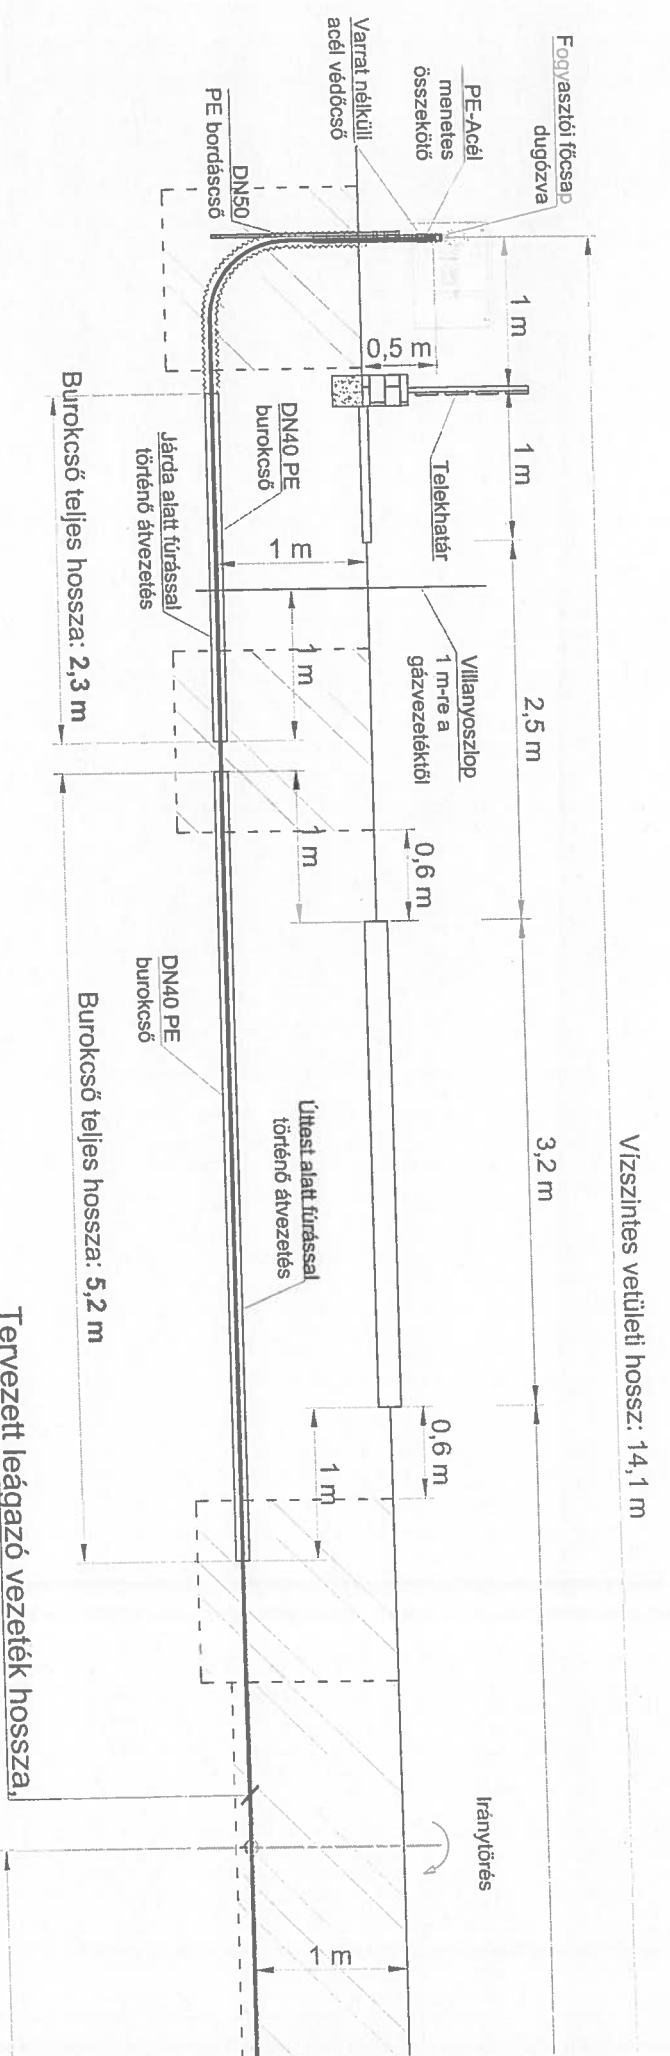 Fogyasztói főcsap
dugózva
PE-Acél
menetes
összekötő
Varrat nélküli
acél védőcső
DN50
PE bordáscső
Vízszintes vetületi hossz: 14,1 m
1 m
1 m
2,5 m
3,2 m
0,5 m
Telekhatár
Villanyoszlop
1 m-re a
gázvezetéktől
0,6 m
0,6 m
Iránytörés
DN40 PE
burokcső
1 m
1 m
1 m
1 m
1 m
Járda alatt fúrással
történő átvezetés
Úttest alatt fúrással
történő átvezetés
DN40 PE
burokcső
Burokcső teljes hossza: 2,3 m
Burokcső teljes hossza: 5,2 m
Tervezett leágazó vezeték hossza,